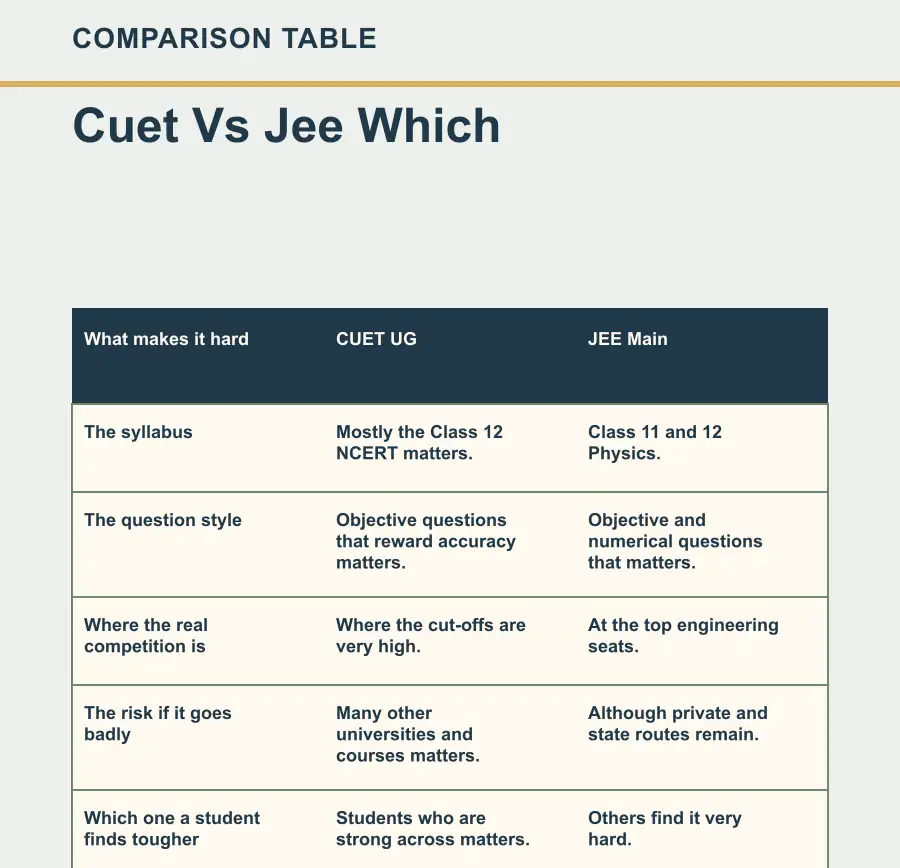 COMPARISON TABLE
Cuet Vs Jee Which
What makes it hard
CUET UG
JEE Main
The syllabus
Mostly the Class 12
NCERT matters.
Class 11 and 12
Physics.
The question style
Objective questions
that reward accuracy
matters.
Objective and
numerical questions
that matters.
Where the real
competition is
Where the cut-offs are
very high.
At the top engineering
seats.
The risk if it goes
badly
Many other
universities and
courses matters.
Although private and
state routes remain.
Which one a student
finds tougher
Students who are
strong across matters.
Others find it very
hard.